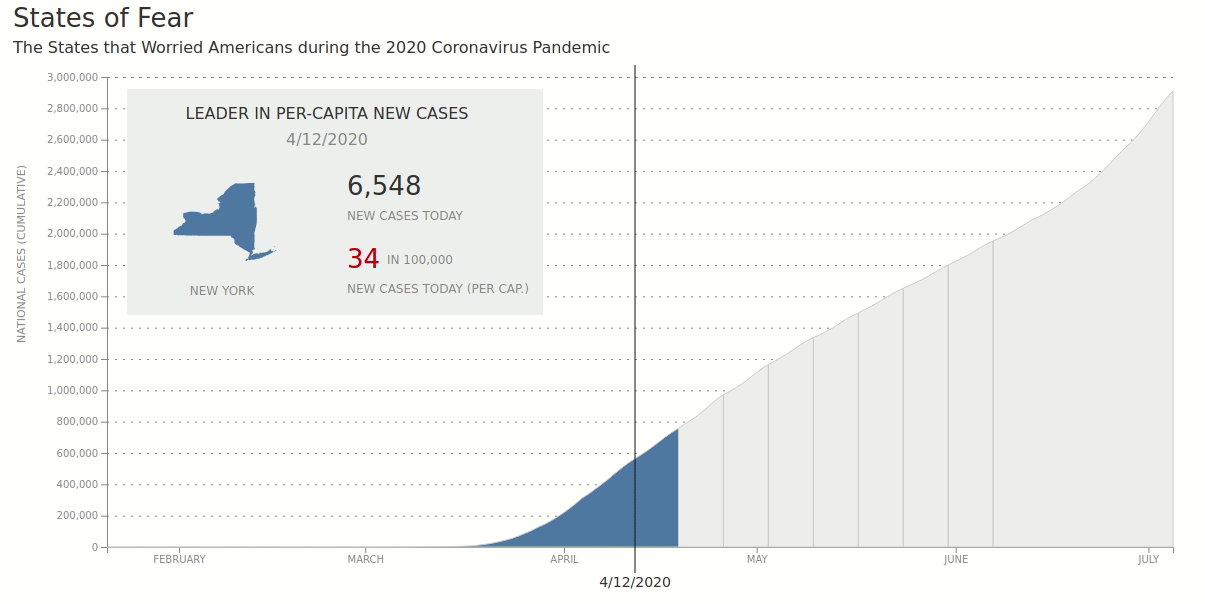 States of Fear
The States that Worried Americans during the 2020 Coronavirus Pandemic
NATIONAL CASES (CUMULATIVE)
3,000,000
2,800,000
2,600,000
2,400,000
2,200,000
2,000,000
1,800,000
1,600,000
1,400,000
1,200,000
1,000,000
800,000
600,000
400,000
200,000
0
LEADER IN PER-CAPITA NEW CASES
4/12/2020
6,548
NEW CASES TODAY
34 IN 100,000
NEW CASES TODAY (PER CAP.)
NEW YORK
FEBRUARY MARCH APRIL MAY JUNE JULY
4/12/2020